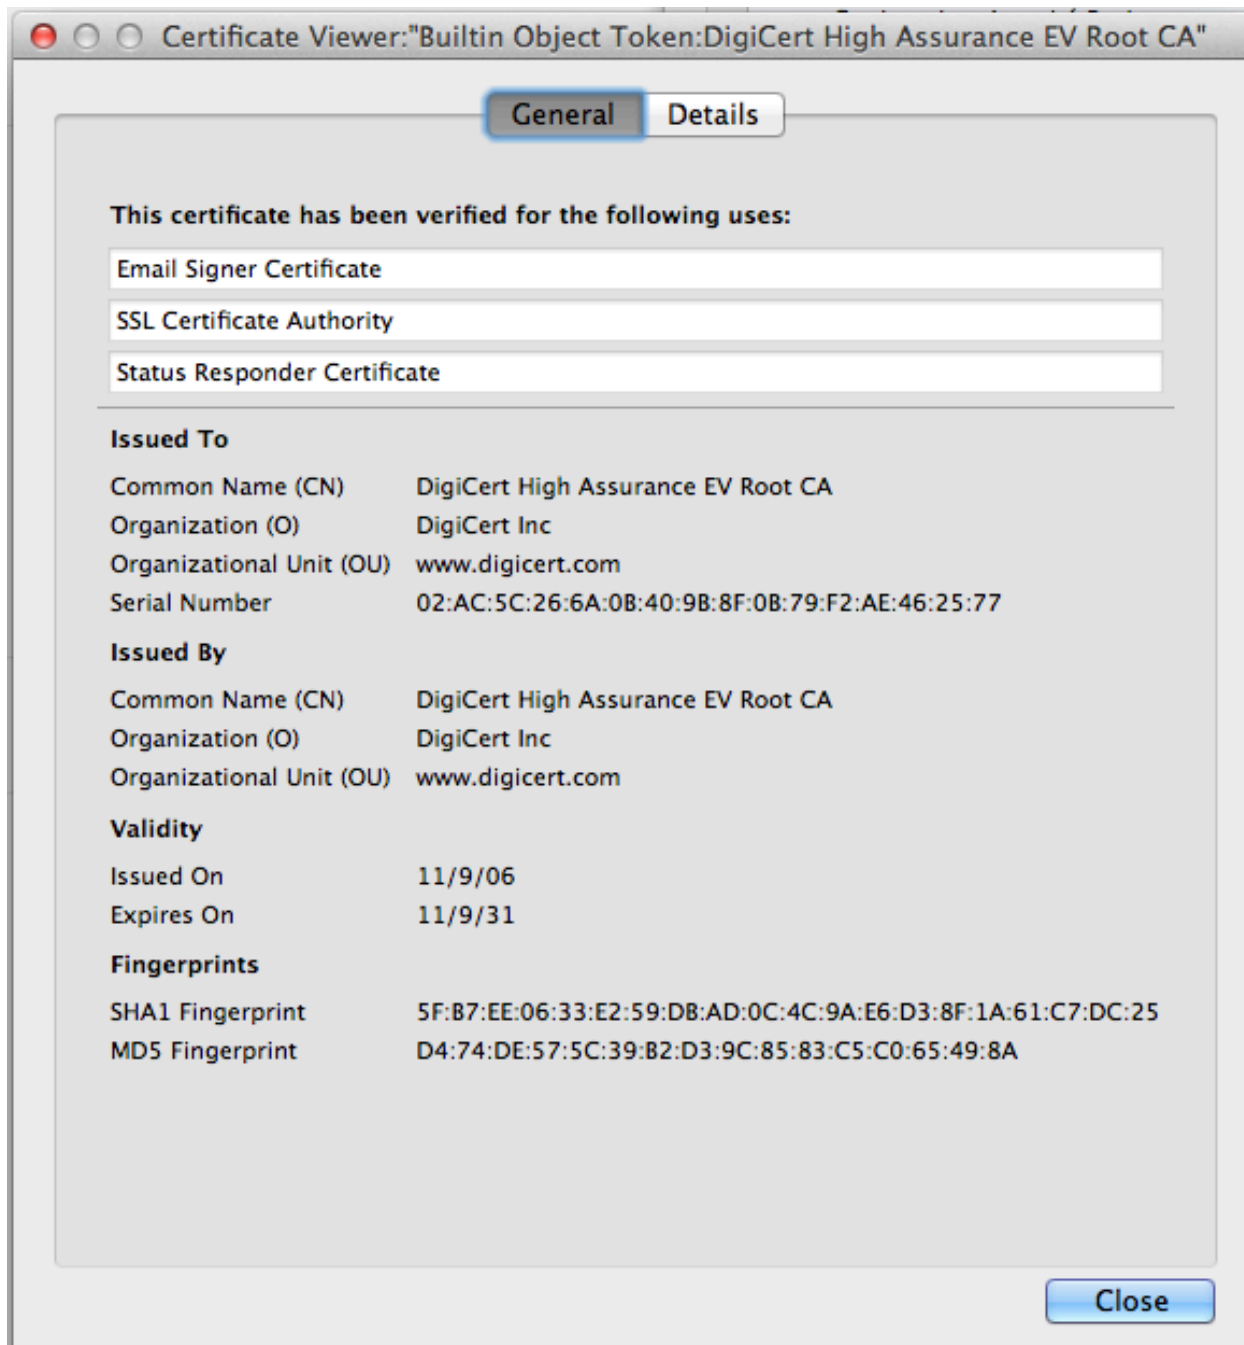 Certificate Viewer:"Builtin Object Token:DigiCert High Assurance EV Root CA"
General Details
This certificate has been verified for the following uses:
Email Signer Certificate
SSL Certificate Authority
Status Responder Certificate
Issued To
Common Name (CN) DigiCert High Assurance EV Root CA
Organization (O) DigiCert Inc
Organizational Unit (OU) www.digicert.com
Serial Number 02:AC:5C:26:6A:0B:40:9B:8F:0B:79:F2:AE:46:25:77
Issued By
Common Name (CN) DigiCert High Assurance EV Root CA
Organization (O) DigiCert Inc
Organizational Unit (OU) www.digicert.com
Validity
Issued On 11/9/06
Expires On 11/9/31
Fingerprints
SHA1 Fingerprint 5F:B7:EE:06:33:E2:59:DB:AD:0C:4C:9A:E6:D3:8F:1A:61:C7:DC:25
MD5 Fingerprint D4:74:DE:57:5C:39:B2:D3:9C:85:83:C5:C0:65:49:8A
Close